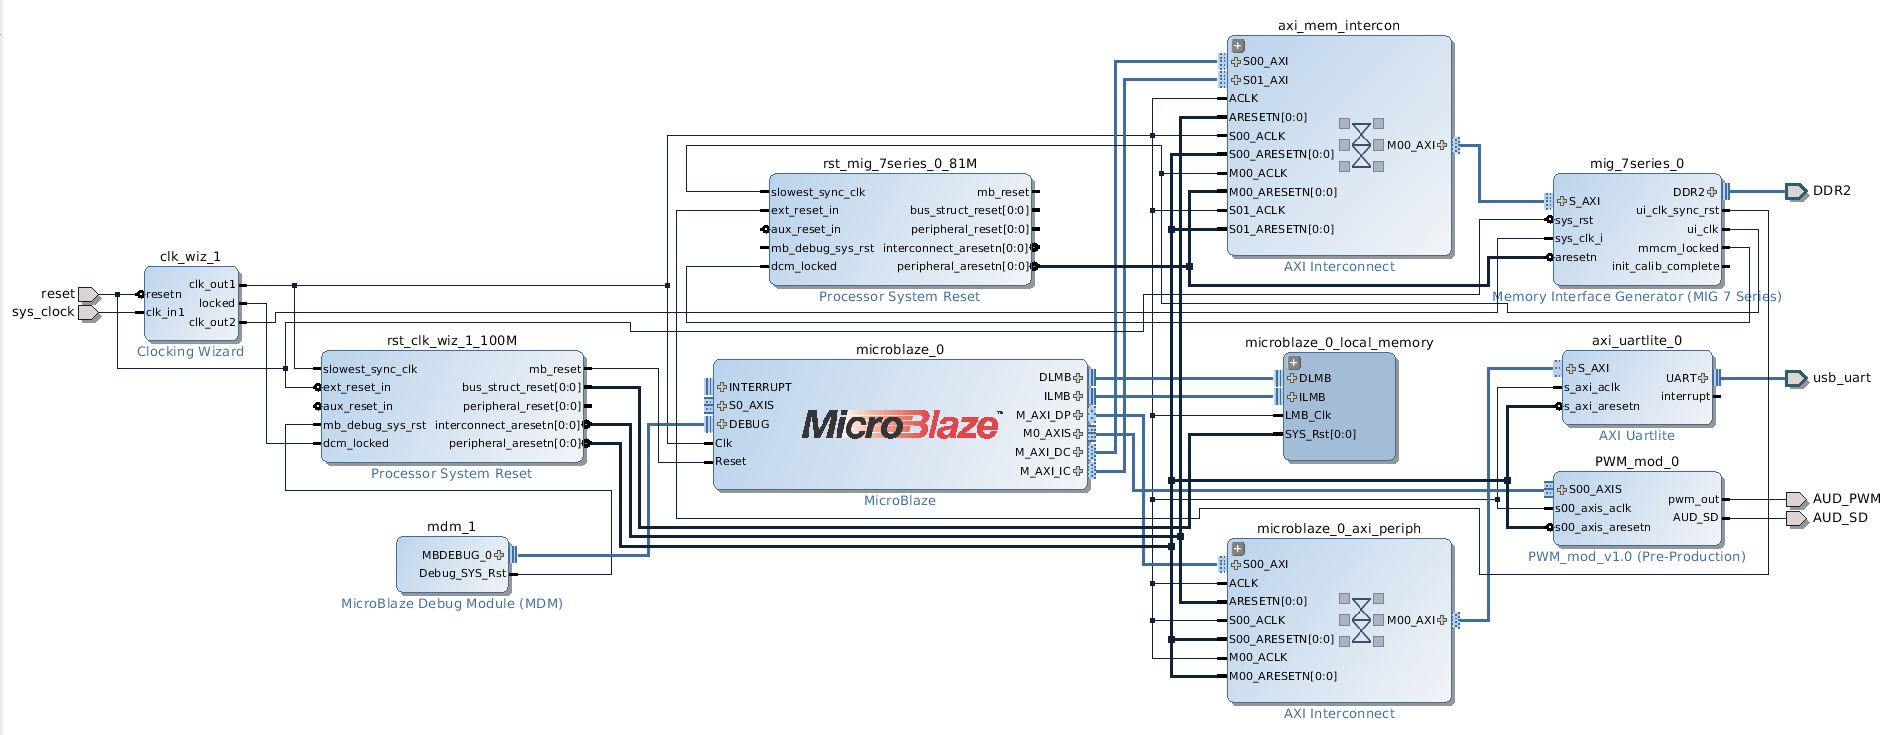 reset
sys_clock
clk_wiz_1
resetn
clk_in1
clk_out1
locked
clk_out2
Clocking Wizard
rst_clk_wiz_1_100M
slowest_sync_clk
ext_reset_in
aux_reset_in
mb_debug_sys_rst
dcm_locked
mb_reset
bus_struct_reset[0:0]
peripheral_reset[0:0]
interconnect_aresetn[0:0]
peripheral_aresetn[0:0]
Processor System Reset
mdm_1
MBDEBUG_0
Debug_SYS_Rst
MicroBlaze Debug Module (MDM)
rst_mig_7series_0_81M
slowest_sync_clk
ext_reset_in
aux_reset_in
mb_debug_sys_rst
dcm_locked
mb_reset
bus_struct_reset[0:0]
peripheral_reset[0:0]
interconnect_aresetn[0:0]
peripheral_aresetn[0:0]
Processor System Reset
microblaze_0
INTERRUPT
S0_AXIS
DEBUG
Clk
Reset
MicroBlaze™
DLMB
ILMB
M_AXI_DP
M0_AXIS
M_AXI_DC
M_AXI_IC
MicroBlaze
axi_mem_intercon
S00_AXI
S01_AXI
ACLK
ARESETN[0:0]
S00_ACLK
S00_ARESETN[0:0]
M00_ACLK
M00_ARESETN[0:0]
S01_ACLK
S01_ARESETN[0:0]
M00_AXI
AXI Interconnect
microblaze_0_local_memory
DLMB
ILMB
LMB_Clk
SYS_Rst[0:0]
microblaze_0_axi_periph
S00_AXI
ACLK
ARESETN[0:0]
S00_ACLK
S00_ARESETN[0:0]
M00_ACLK
M00_ARESETN[0:0]
M00_AXI
AXI Interconnect
mig_7series_0
S_AXI
sys_rst
sys_clk_i
aresetn
DDR2
ui_clk_sync_rst
ui_clk
mmcm_locked
init_calib_complete
Memory Interface Generator (MIG 7 Series)
axi_uartlite_0
S_AXI
s_axi_aclk
s_axi_aresetn
UART
interrupt
AXI Uartlite
PWM_mod_0
S00_AXIS
s00_axis_aclk
s00_axis_aresetn
pwm_out
AUD_SD
PWM_mod_v1.0 (Pre-Production)
DDR2
usb_uart
AUD_PWM
AUD_SD